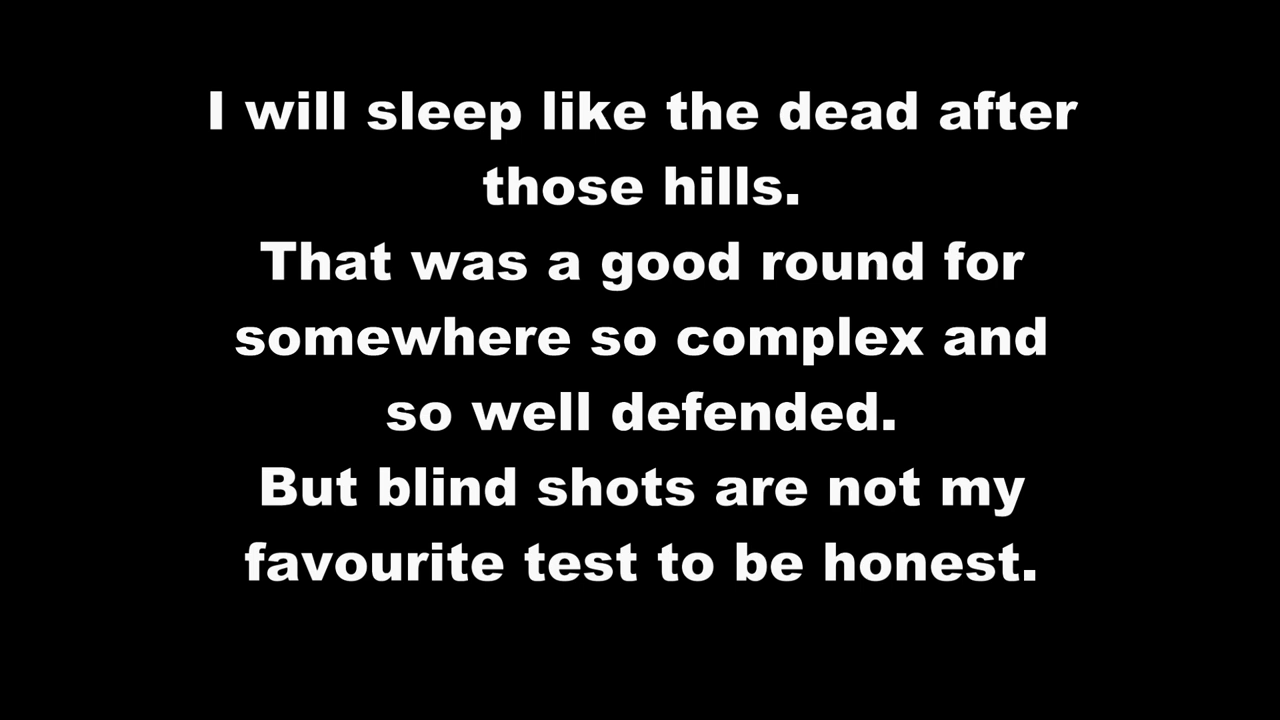 I will sleep like the dead after
those hills.
That was a good round for
somewhere so complex and
so well defended.
But blind shots are not my
favourite test to be honest.